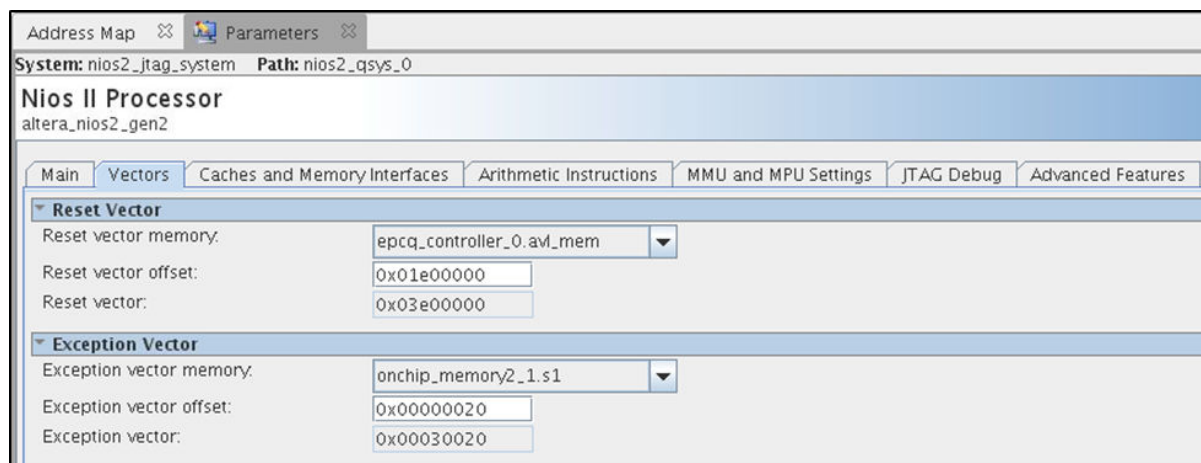 Address Map Parameters
System: nios2_jtag_system Path: nios2_qsys_0
Nios II Processor
altera_nios2_gen2
Main Vectors Caches and Memory Interfaces Arithmetic Instructions MMU and MPU Settings JTAG Debug Advanced Features
Reset Vector
Reset vector memory: epcq_controller_0.avl_mem
Reset vector offset: 0x01e00000
Reset vector: 0x03e00000
Exception Vector
Exception vector memory: onchip_memory2_1.s1
Exception vector offset: 0x00000020
Exception vector: 0x00030020